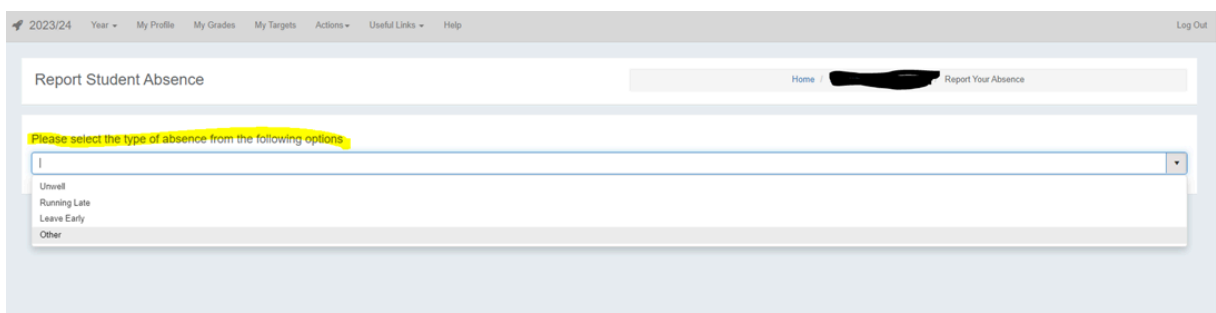 2023/24 Year My Profile My Grades My Targets Actions Useful Links Help Log Out
Report Student Absence Home / Report Your Absence
Please select the type of absence from the following options
Unwell
Running Late
Leave Early
Other